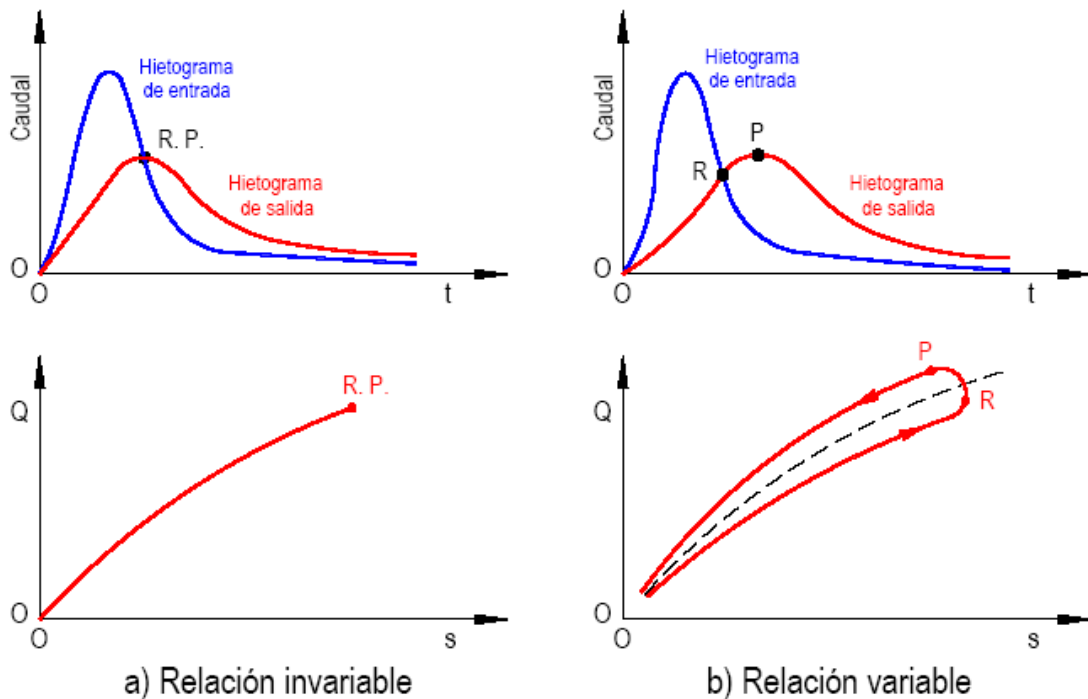 Caudal
Hietograma
de entrada
R. P.
Hietograma
de salida
O
O
t
Caudal
Hietograma
de entrada
P
R
Hietograma
de salida
O
O
t
Q
R. P.
O
O
s
a) Relación invariable
Q
P
R
O
O
s
b) Relación variable